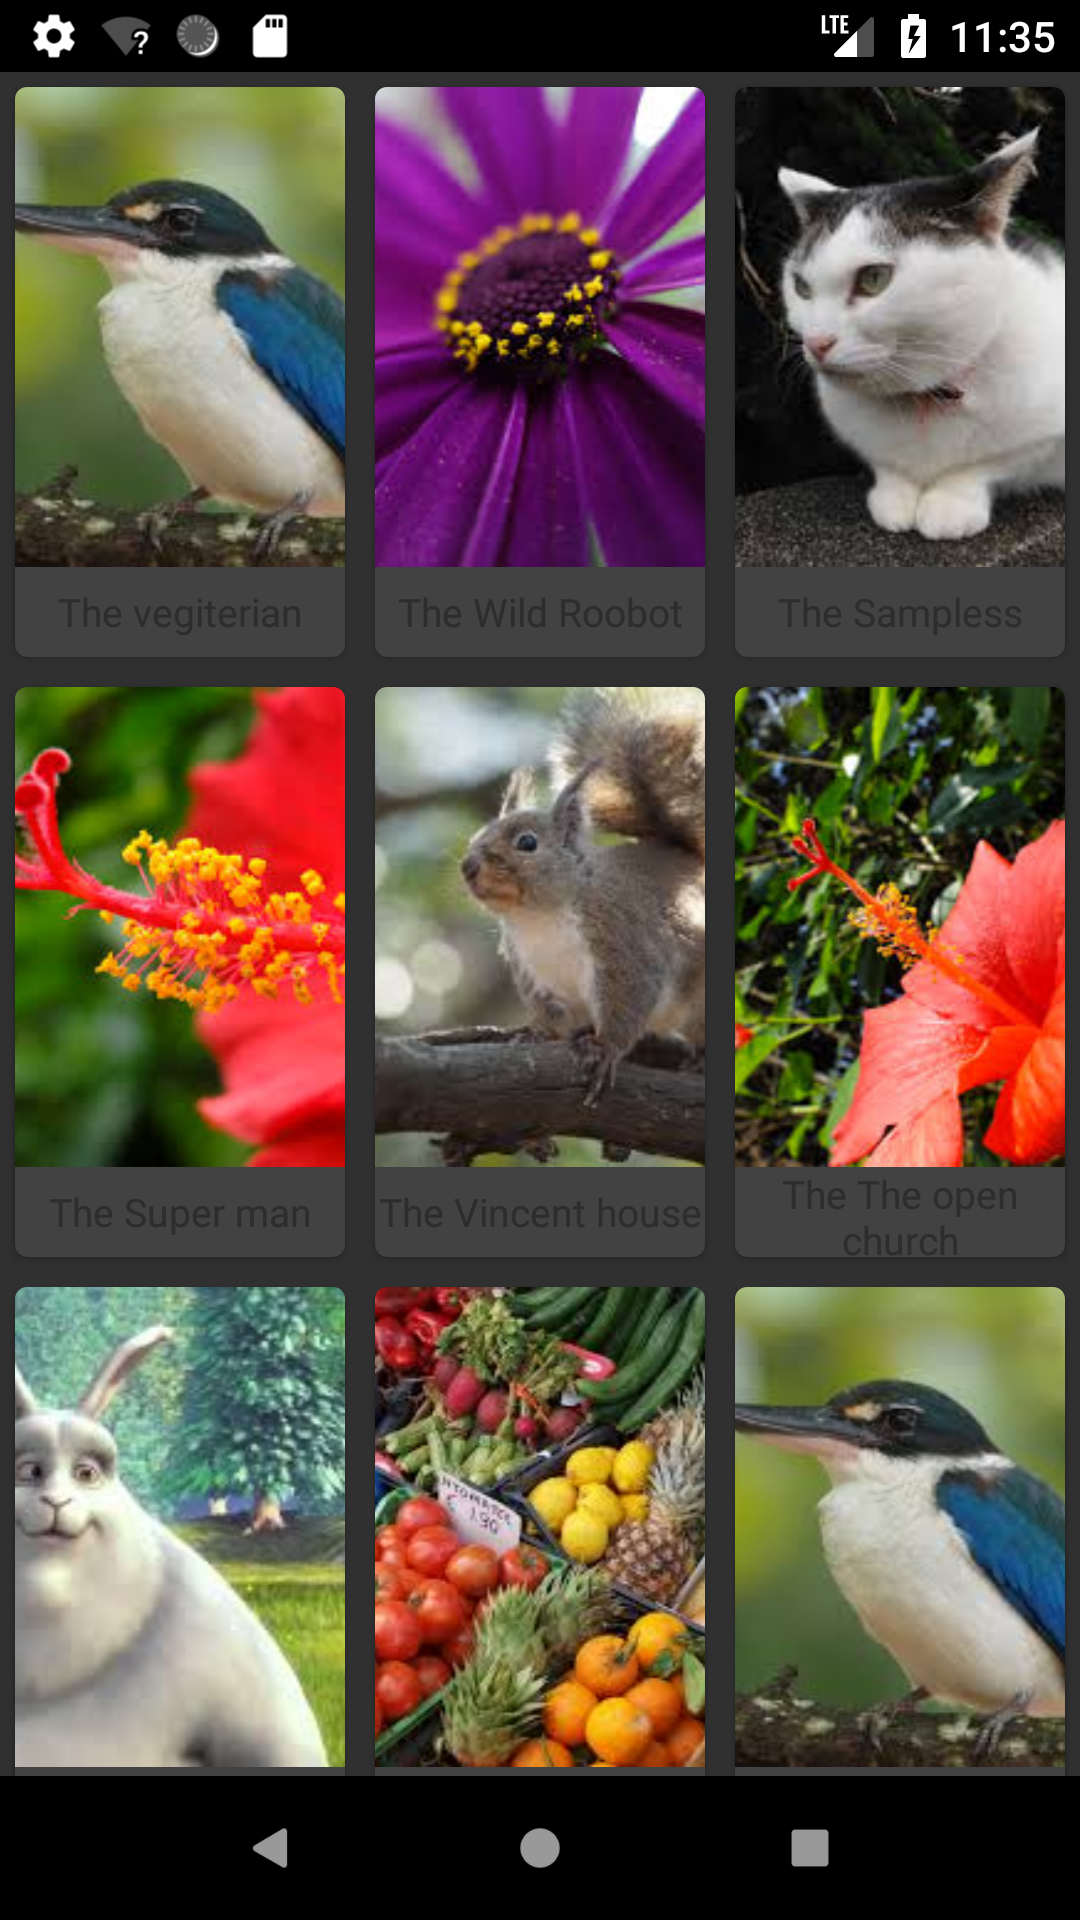 LTE 11:35
?
The vegiterian
The Wild Roobot
The Sampless
The Super man
The Vincent house
The The open
church
1.90